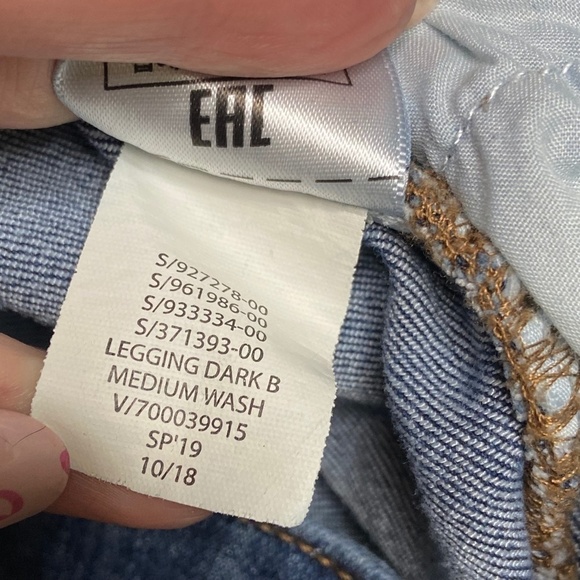 EAC
S/927278-00
S/961986-00
S/933334-00
S/371393-00
LEGGING DARK B
MEDIUM WASH
V/700039915
SP'19
10/18